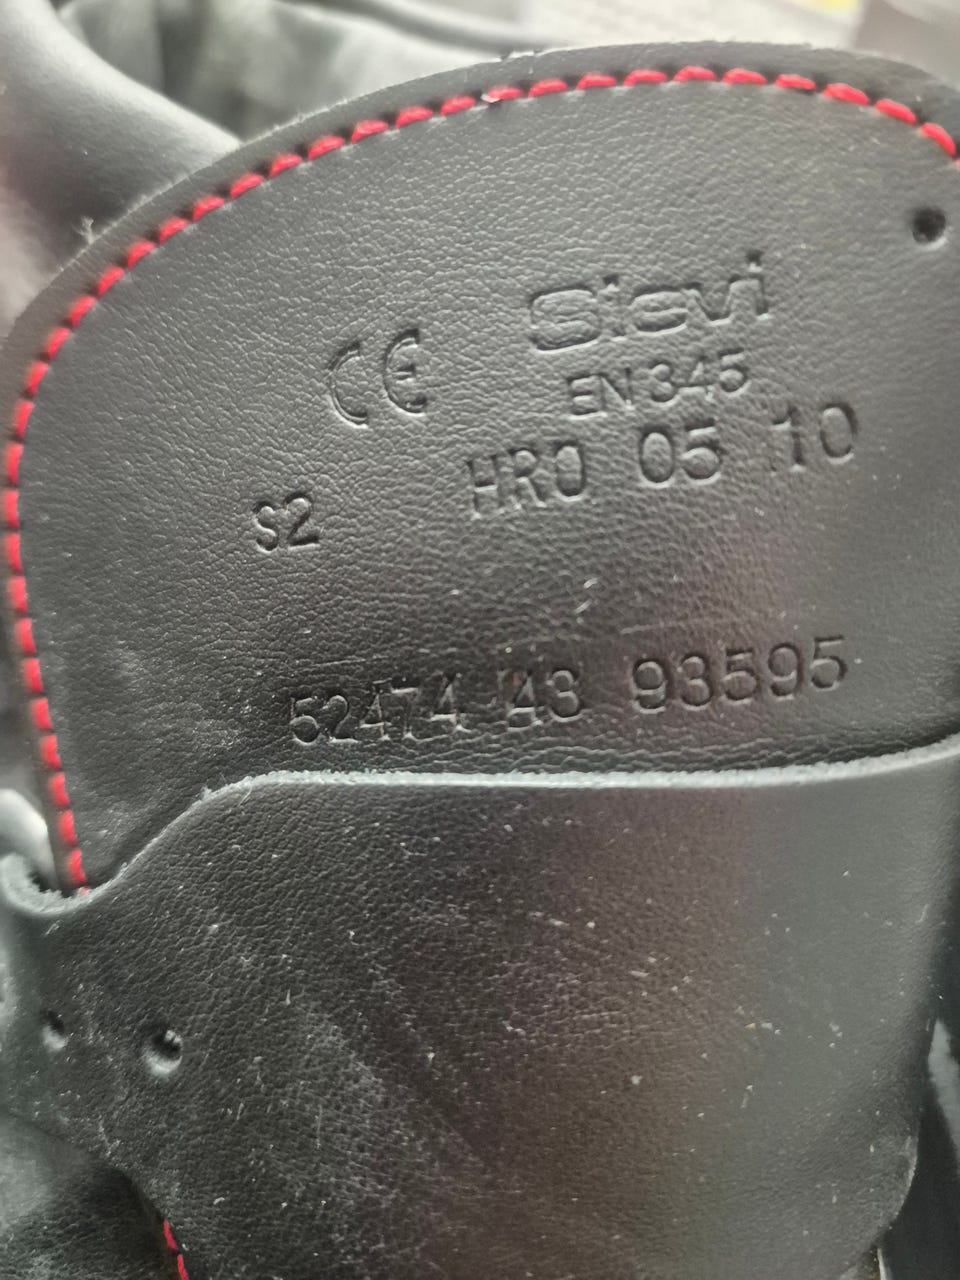 CE Sievi
EN 345
HRO 05 10
S2
52474 43 93595